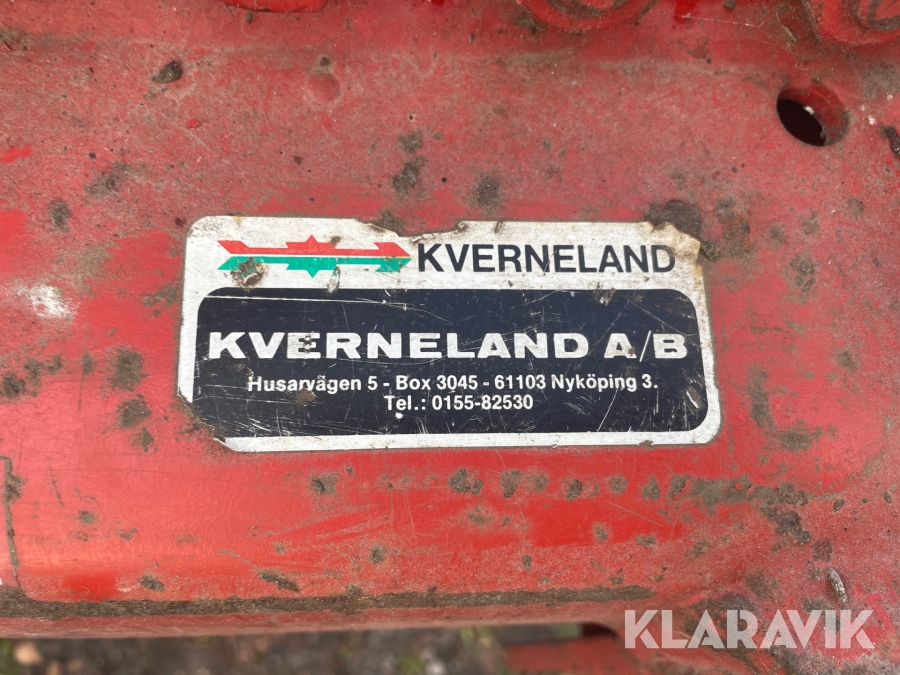 KVERNELAND
KVERNELAND A/B
Husarvägen 5 - Box 3045 - 61103 Nyköping 3.
Tel.: 0155-82530
KLARAVIK